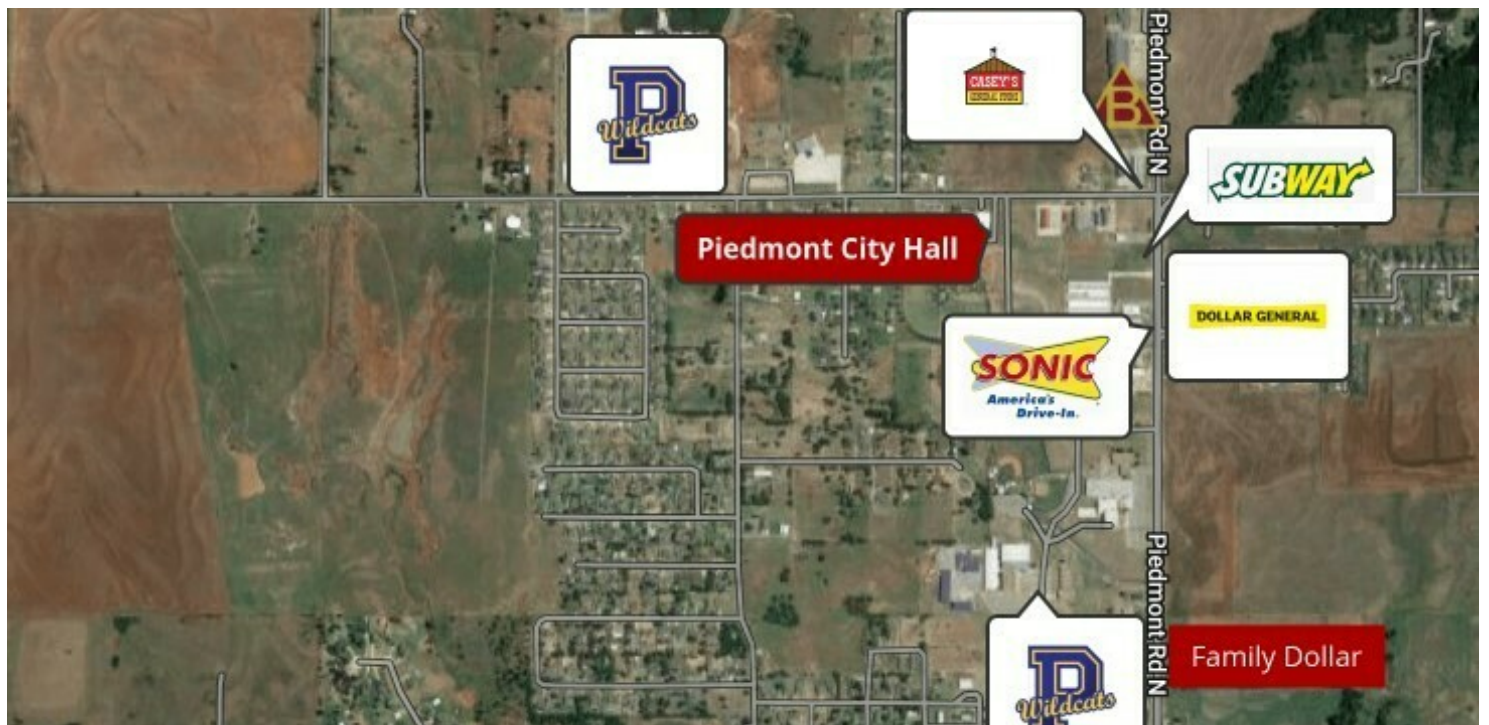 P
Wildcats
CASEY'S
GENERAL STORE
B
Piedmont Rd N
SUBWAY
Piedmont City Hall
DOLLAR GENERAL
SONIC
America's
Drive-In.
Piedmont Rd N
Family Dollar
P
Wildcats